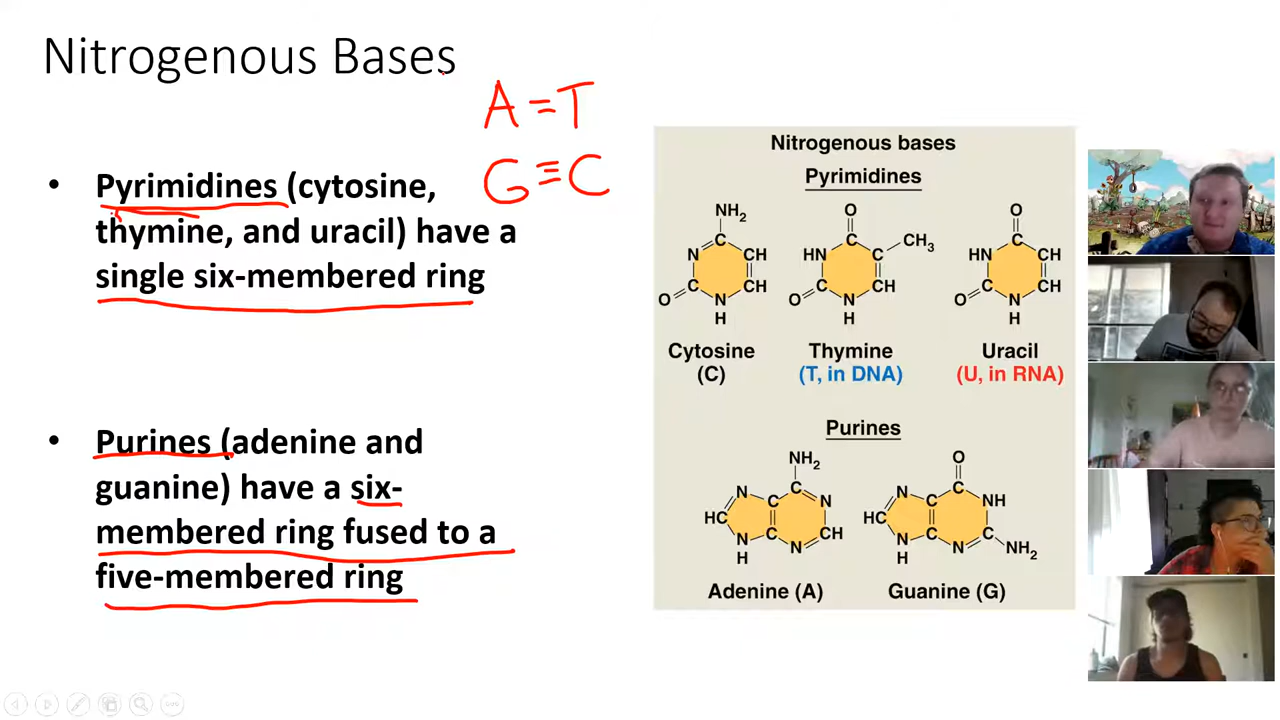 Nitrogenous Bases
A = T
G ≡ C
• Pyrimidines (cytosine,
thymine, and uracil) have a
single six-membered ring
• Purines (adenine and
guanine) have a six-
membered ring fused to a
five-membered ring
Nitrogenous bases
Pyrimidines
NH₂
C
N
CH
C
CH
O
N
H
Cytosine
(C)
O
C
CH₃
HN
C
C
CH
O
N
H
Thymine
(T, in DNA)
O
C
HN
CH
C
CH
O
N
H
Uracil
(U, in RNA)
Purines
NH₂
N
C
C
N
HC
C
CH
N
N
H
Adenine (A)
O
N
C
C
NH
HC
C
C
N
N
NH₂
H
Guanine (G)